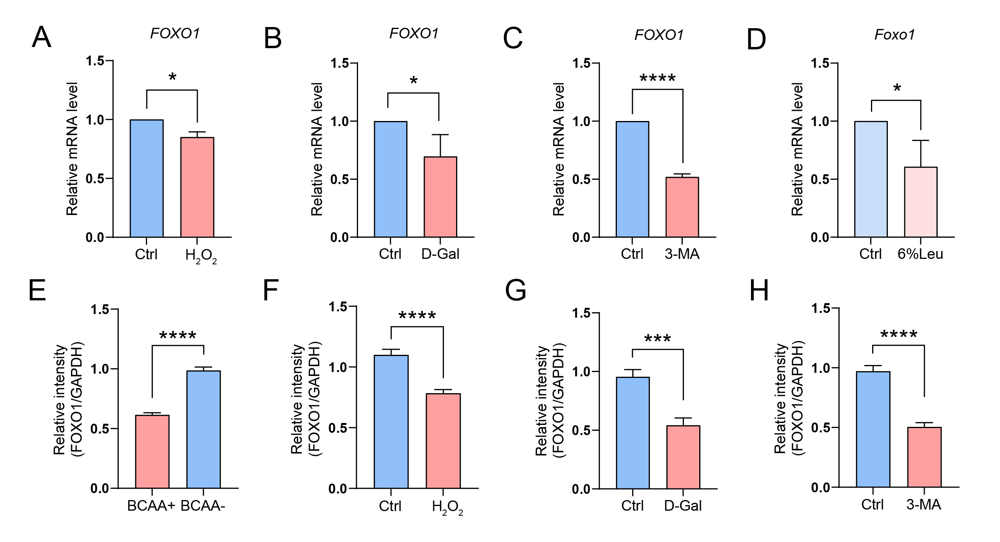 A
FOXO1
*
1.5
1.0
0.5
0.0
Relative mRNA level
Ctrl
H₂O₂
B
FOXO1
*
1.5
1.0
0.5
0.0
Relative mRNA level
Ctrl
D-Gal
C
FOXO1
****
1.5
1.0
0.5
0.0
Relative mRNA level
Ctrl
3-MA
D
Foxo1
*
1.5
1.0
0.5
0.0
Relative mRNA level
Ctrl
6%Leu
E
****
1.5
1.0
0.5
0.0
Relative intensity
(FOXO1/GAPDH)
BCAA+
BCAA-
F
****
1.5
1.0
0.5
0.0
Relative intensity
(FOXO1/GAPDH)
Ctrl
H₂O₂
G
***
1.5
1.0
0.5
0.0
Relative intensity
(FOXO1/GAPDH)
Ctrl
D-Gal
H
****
1.5
1.0
0.5
0.0
Relative intensity
(FOXO1/GAPDH)
Ctrl
3-MA